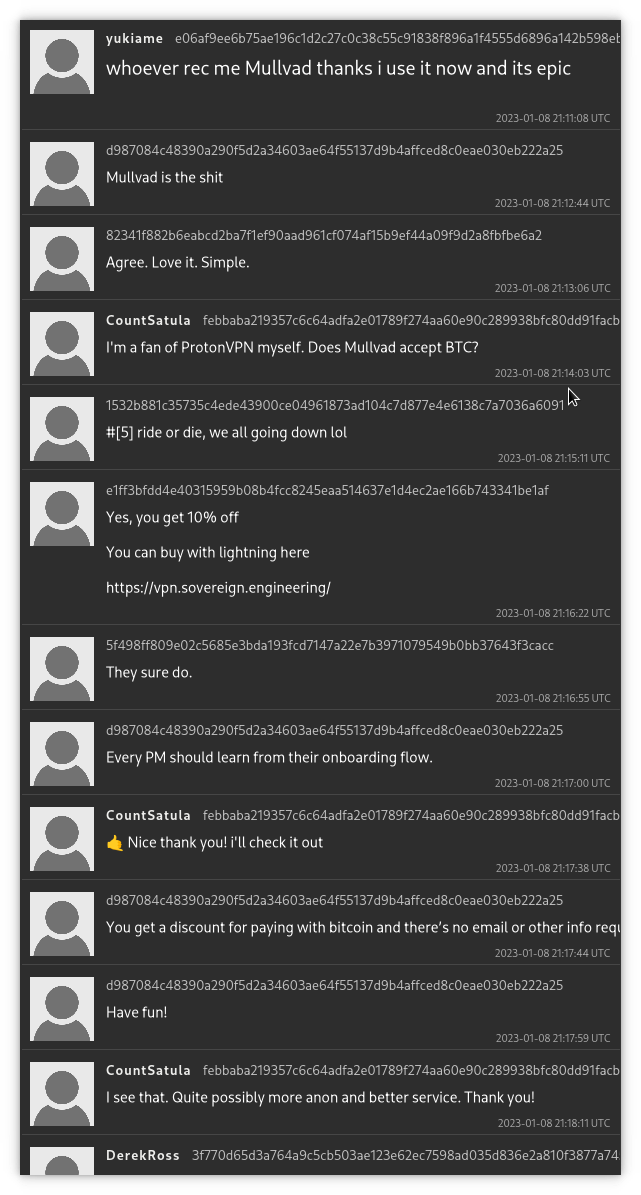 yukiame e06af9ee6b75ae196c1d2c27c0c38c55c91838f896a1f4555d6896a142b598eb
whoever rec me Mullvad thanks i use it now and its epic
2023-01-08 21:11:08 UTC
d987084c48390a290f5d2a34603ae64f55137d9b4affced8c0eae030eb222a25
Mullvad is the shit
2023-01-08 21:12:44 UTC
82341f882b6eabcd2ba7f1ef90aad961cf074af15b9ef44a09f9d2a8fbfbe6a2
Agree. Love it. Simple.
2023-01-08 21:13:06 UTC
CountSatula febbaba219357c6c64adfa2e01789f274aa60e90c289938bfc80dd91facb
I'm a fan of ProtonVPN myself. Does Mullvad accept BTC?
2023-01-08 21:14:03 UTC
1532b881c35735c4ede43900ce04961873ad104c7d877e4e6138c7a7036a6091
#[5] ride or die, we all going down lol
2023-01-08 21:15:11 UTC
e1ff3bfdd4e40315959b08b4fcc8245eaa514637e1d4ec2ae166b743341be1af
Yes, you get 10% off
You can buy with lightning here
https://vpn.sovereign.engineering/
2023-01-08 21:16:22 UTC
5f498ff809e02c5685e3bda193fcd7147a22e7b3971079549b0bb37643f3cacc
They sure do.
2023-01-08 21:16:55 UTC
d987084c48390a290f5d2a34603ae64f55137d9b4affced8c0eae030eb222a25
Every PM should learn from their onboarding flow.
2023-01-08 21:17:00 UTC
CountSatula febbaba219357c6c64adfa2e01789f274aa60e90c289938bfc80dd91facb
🤙 Nice thank you! i'll check it out
2023-01-08 21:17:38 UTC
d987084c48390a290f5d2a34603ae64f55137d9b4affced8c0eae030eb222a25
You get a discount for paying with bitcoin and there’s no email or other info requ
2023-01-08 21:17:44 UTC
d987084c48390a290f5d2a34603ae64f55137d9b4affced8c0eae030eb222a25
Have fun!
2023-01-08 21:17:59 UTC
CountSatula febbaba219357c6c64adfa2e01789f274aa60e90c289938bfc80dd91facb
I see that. Quite possibly more anon and better service. Thank you!
2023-01-08 21:18:11 UTC
DerekRoss 3f770d65d3a764a9c5cb503ae123e62ec7598ad035d836e2a810f3877a74